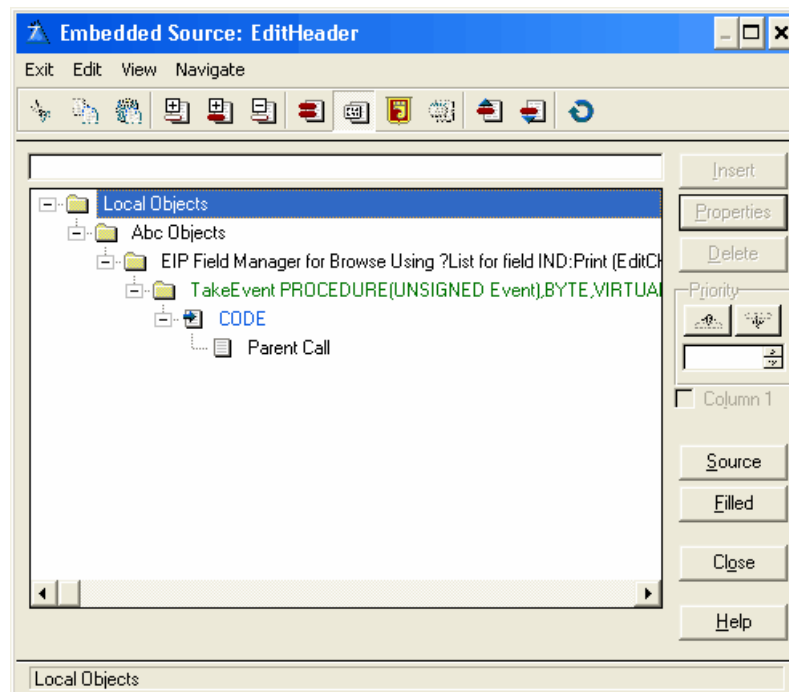 Embedded Source: EditHeader
Exit Edit View Navigate
Insert
Local Objects
Properties
Abc Objects
EIP Field Manager for Browse Using ?List for field IND:Print (EditCh
Delete
TakeEvent PROCEDURE(UNSIGNED Event),BYTE,VIRTUAL
Priority
CODE
Parent Call
Column 1
Source
Filled
Close
Help
Local Objects